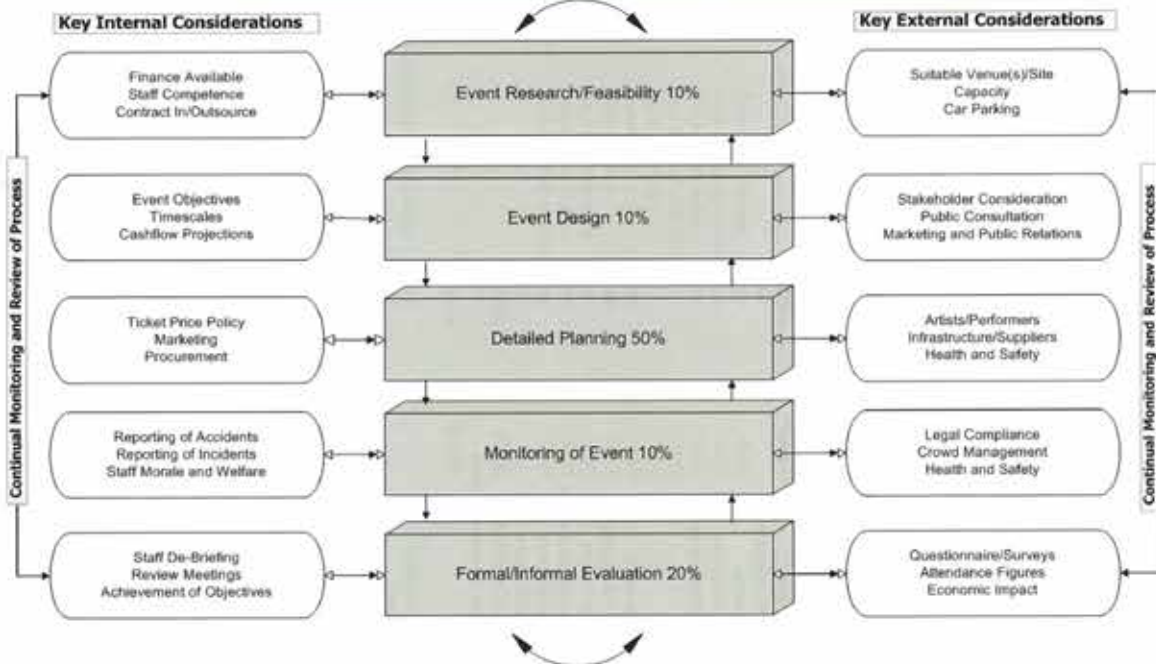 Key Internal Considerations
Key External Considerations
Finance Available
Staff Competence
Contract In/Outsource
Event Research/Feasibility 10%
Suitable Venue(s)/Site
Capacity
Car Parking
Event Objectives
Timescales
Cashflow Projections
Event Design 10%
Stakeholder Consideration
Public Consultation
Marketing and Public Relations
Ticket Price Policy
Marketing
Procurement
Detailed Planning 50%
Artists/Performers
Infrastructure/Suppliers
Health and Safety
Reporting of Accidents
Reporting of Incidents
Staff Morale and Welfare
Monitoring of Event 10%
Legal Compliance
Crowd Management
Health and Safety
Staff De-Briefing
Review Meetings
Achievement of Objectives
Formal/Informal Evaluation 20%
Questionnaire/Surveys
Attendance Figures
Economic Impact
Continual Monitoring and Review of Process
Continual Monitoring and Review of Process